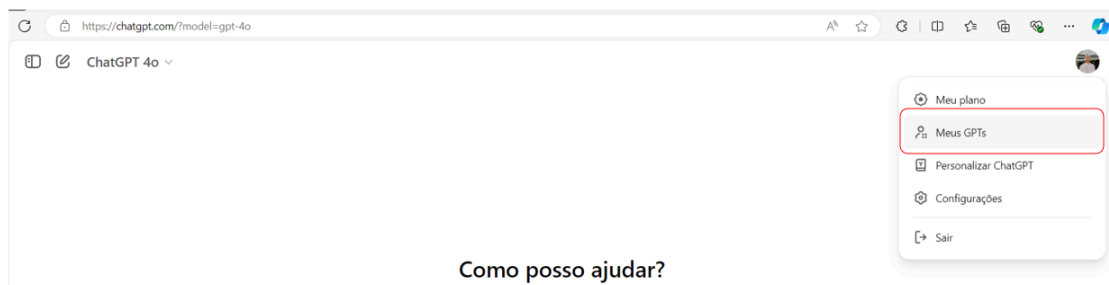 https://chatgpt.com/?model=gpt-4o
ChatGPT 4o
Meu plano
Meus GPTs
Personalizar ChatGPT
Configurações
Sair
Como posso ajudar?